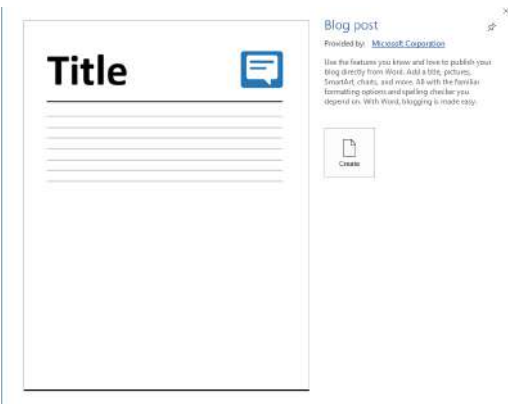 Blog post
Provided by: Microsoft Corporation
Title
Use the features you know and love to publish your
blog directly from Word. Add a title, pictures,
SmartArt, charts, and more. All with the familiar
formatting options and spelling checker you
depend on. With Word, blogging is made easy.
Create